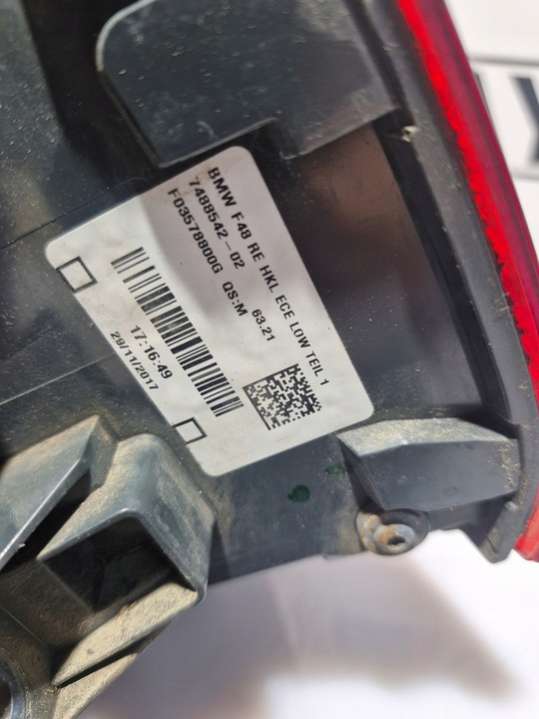 BMW F48 RE HKL ECE LOW TEIL 1
7488542-02 63.21
F03578800G QS:M
17:16:49
29/11/2017